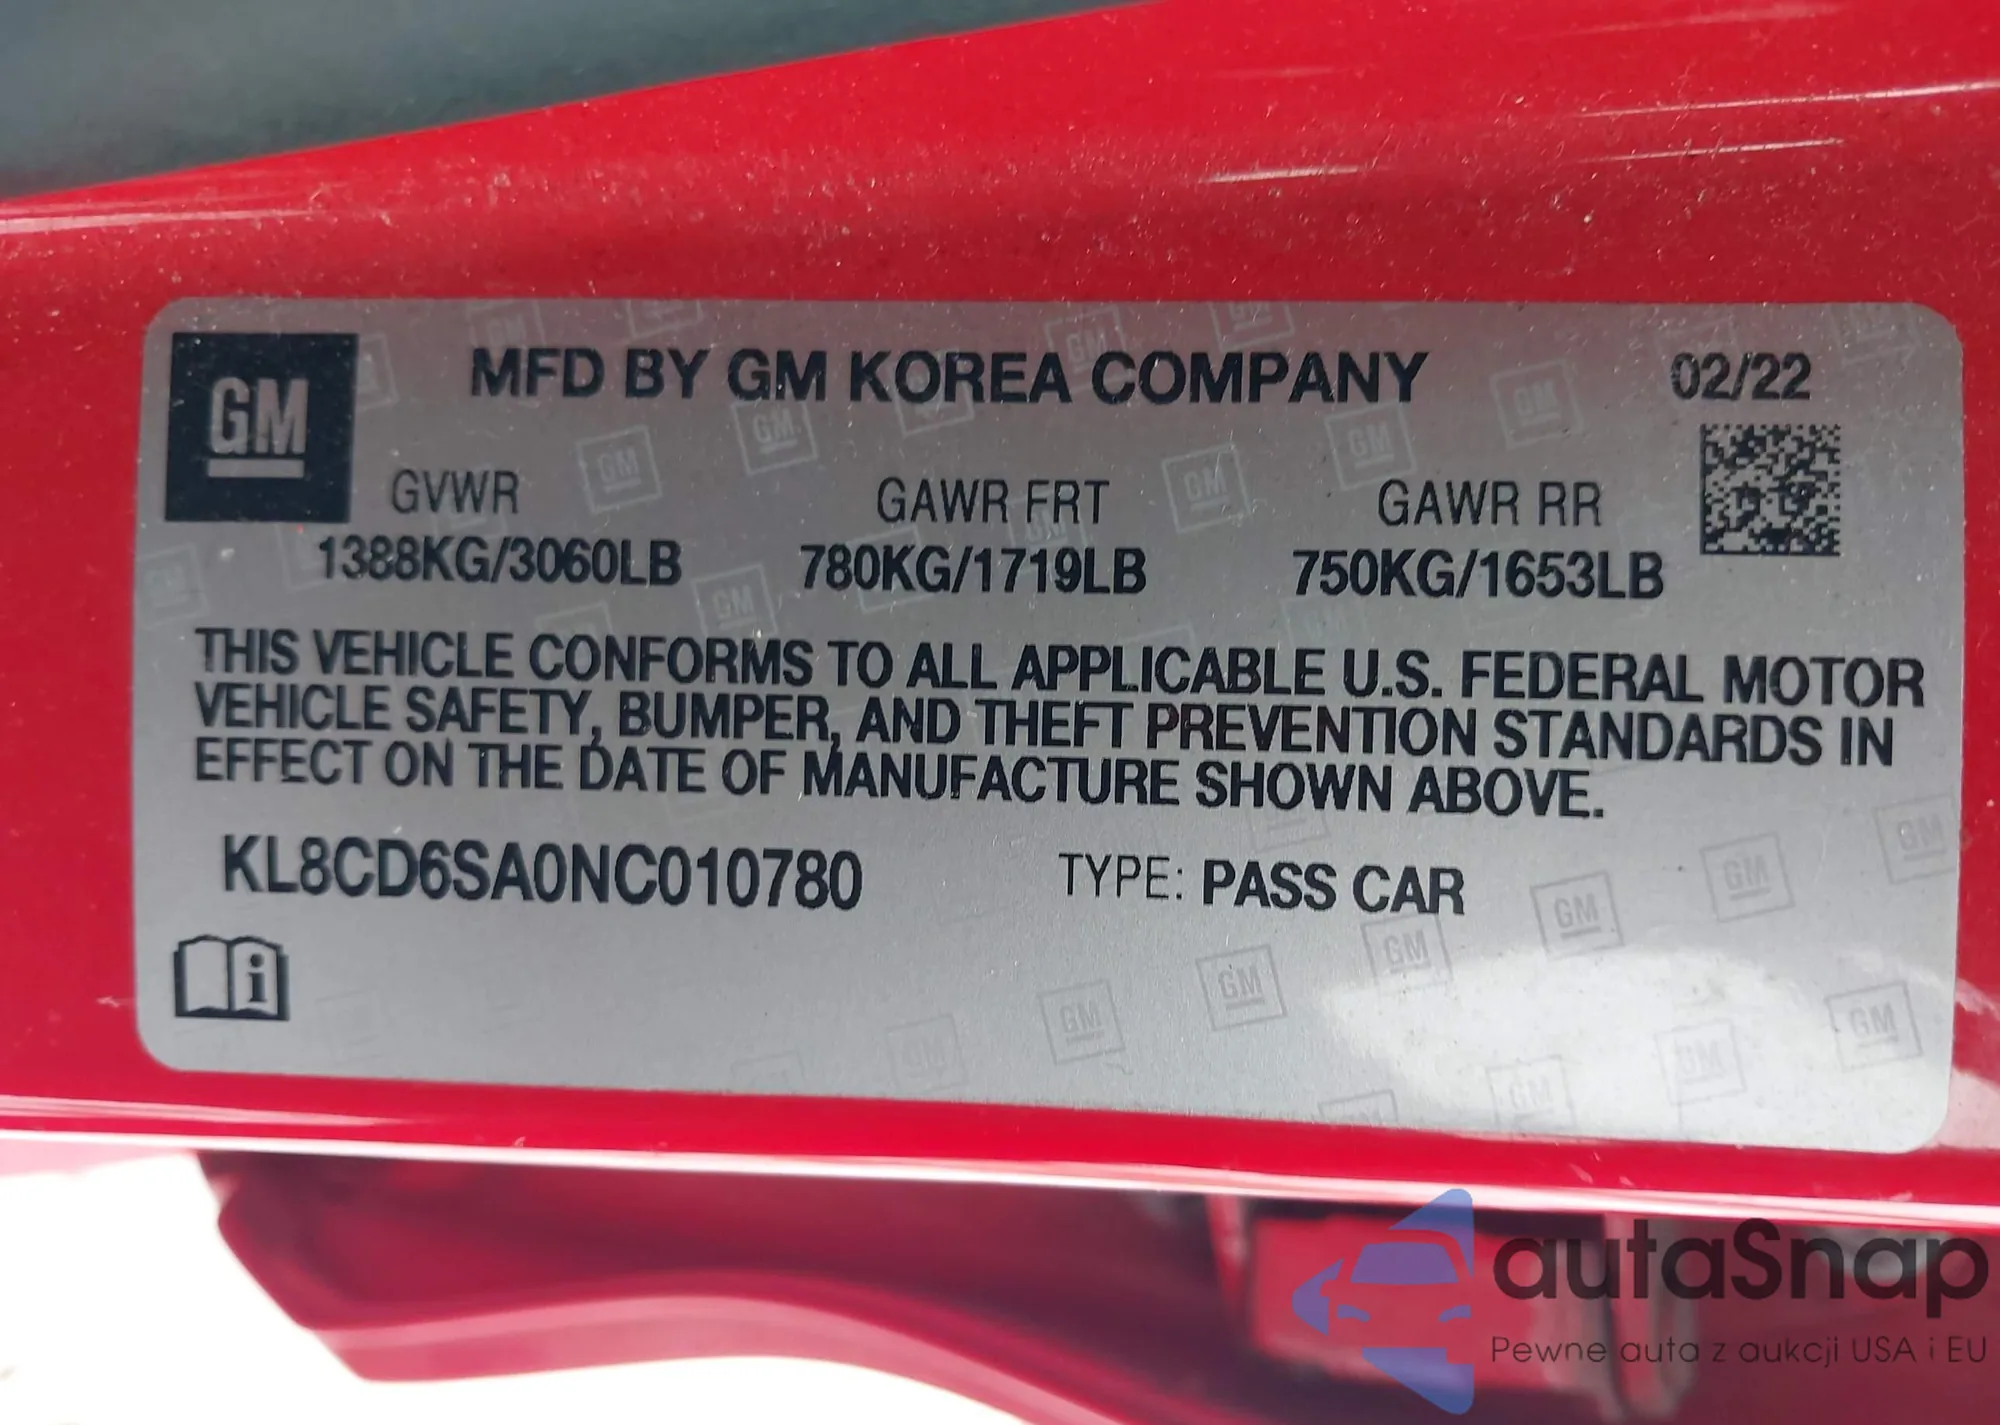 GM
MFD BY GM KOREA COMPANY 02/22
GVWR GAWR FRT GAWR RR
1388KG/3060LB 780KG/1719LB 750KG/1653LB
THIS VEHICLE CONFORMS TO ALL APPLICABLE U.S. FEDERAL MOTOR
VEHICLE SAFETY, BUMPER, AND THEFT PREVENTION STANDARDS IN
EFFECT ON THE DATE OF MANUFACTURE SHOWN ABOVE.
KL8CD6SA0NC010780 TYPE: PASS CAR
i
autaSnap
Pewne auta z aukcji USA i EU